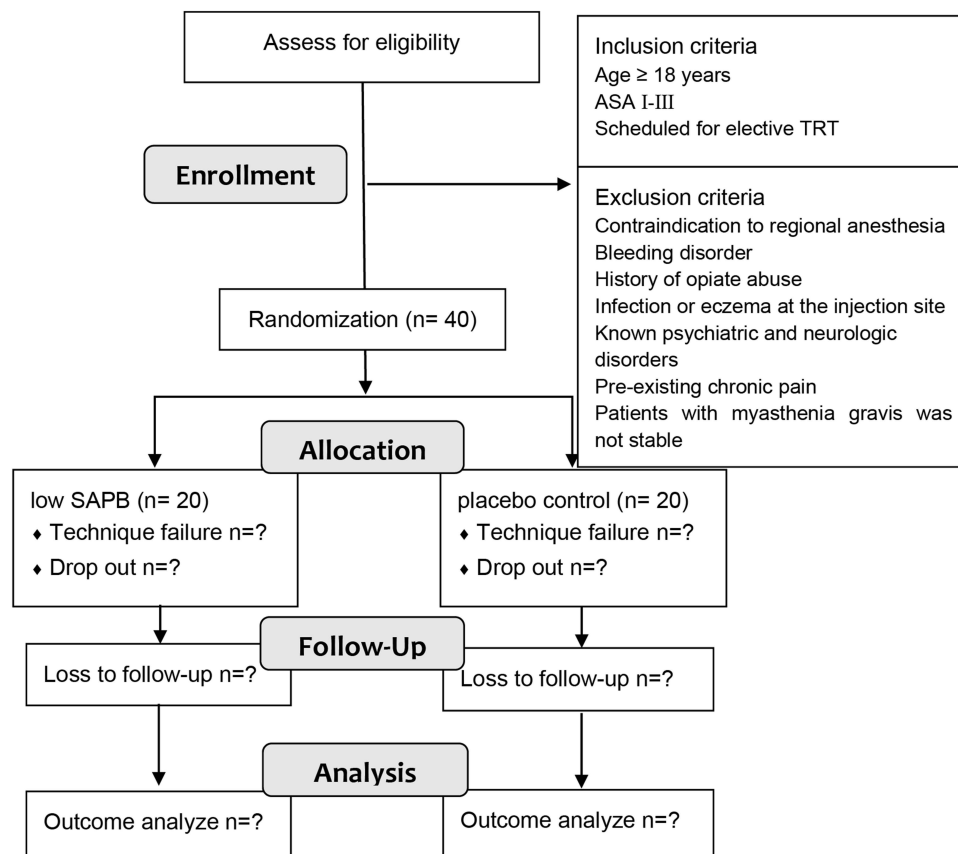 Assess for eligibility
Inclusion criteria
Age ≥ 18 years
ASA I-III
Scheduled for elective TRT
Enrollment
Exclusion criteria
Contraindication to regional anesthesia
Bleeding disorder
History of opiate abuse
Infection or eczema at the injection site
Known psychiatric and neurologic
disorders
Pre-existing chronic pain
Patients with myasthenia gravis was
not stable
Randomization (n= 40)
Allocation
low SAPB (n= 20)
♦ Technique failure n=?
♦ Drop out n=?
placebo control (n= 20)
♦ Technique failure n=?
♦ Drop out n=?
Follow-Up
Loss to follow-up n=?
Loss to follow-up n=?
Analysis
Outcome analyze n=?
Outcome analyze n=?